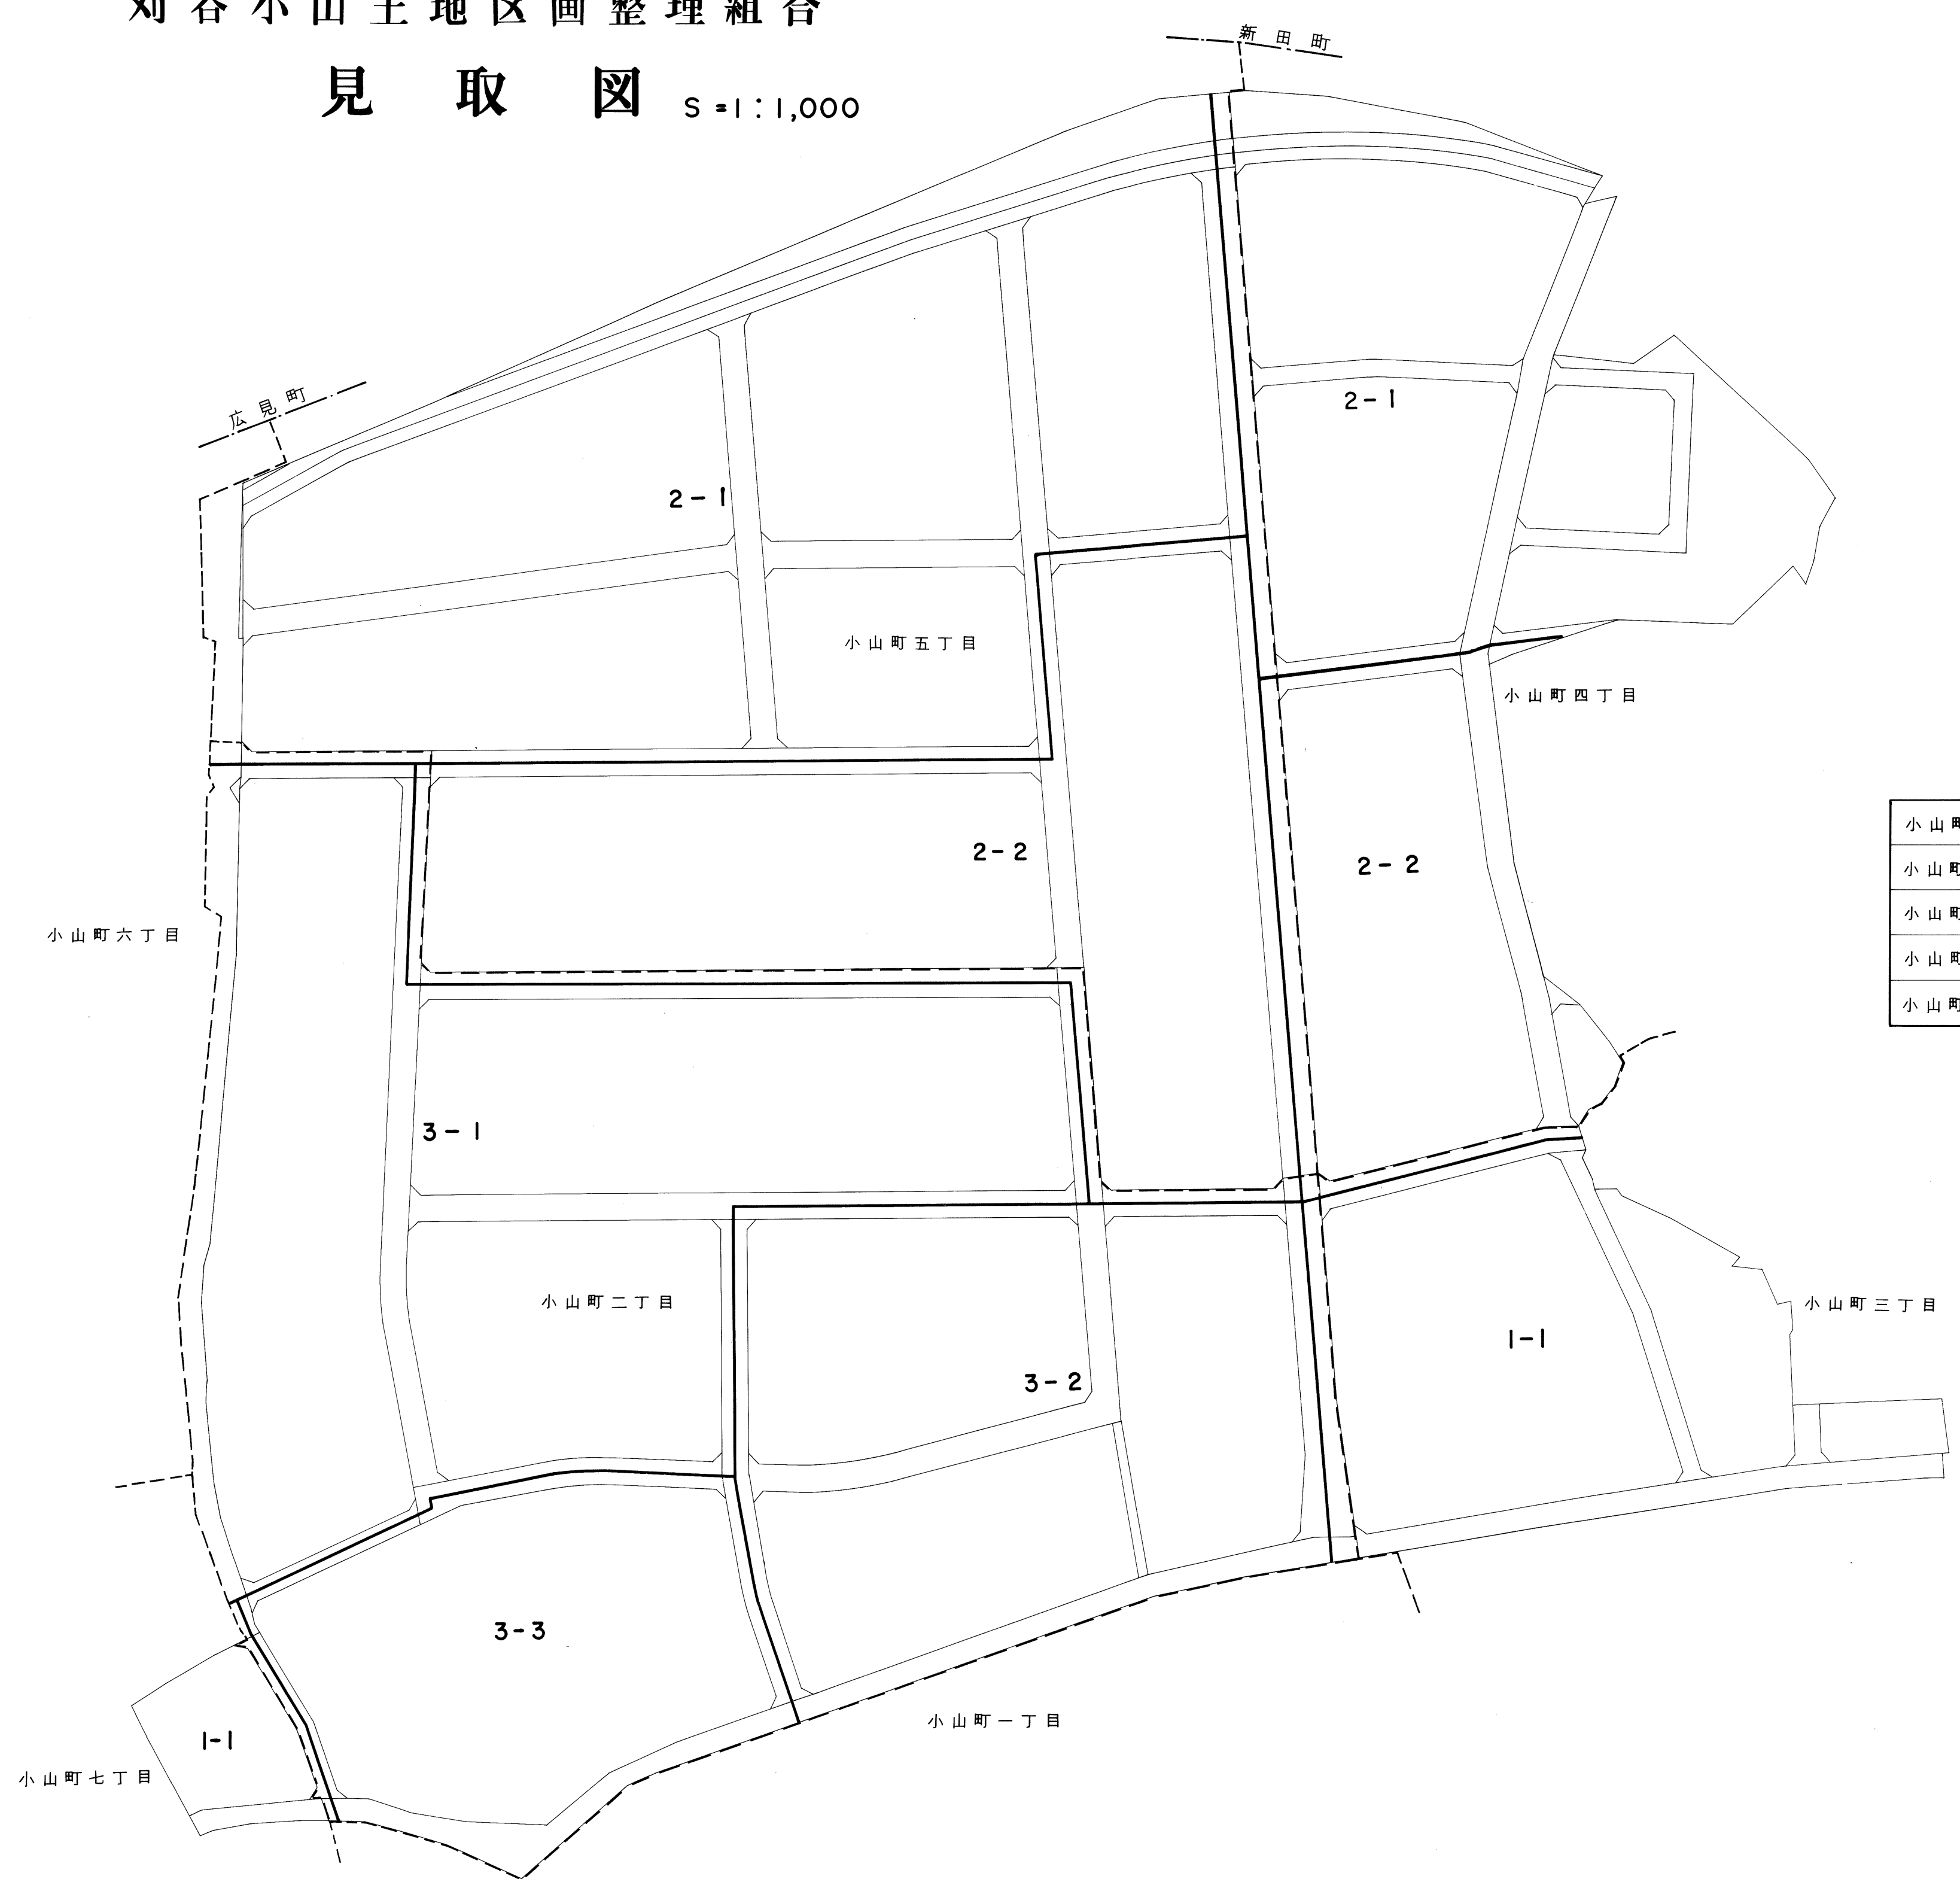 刈谷小山土地区画整理組合
見取図 S=1:1,000
新田町
広見町
2-1
2-1
小山町五丁目
小山町四丁目
小山町
小山町
小山町
小山町
小山町
2-2
2-2
小山町六丁目
3-1
小山町二丁目
小山町三丁目
1-1
3-2
3-3
小山町一丁目
1-1
小山町七丁目